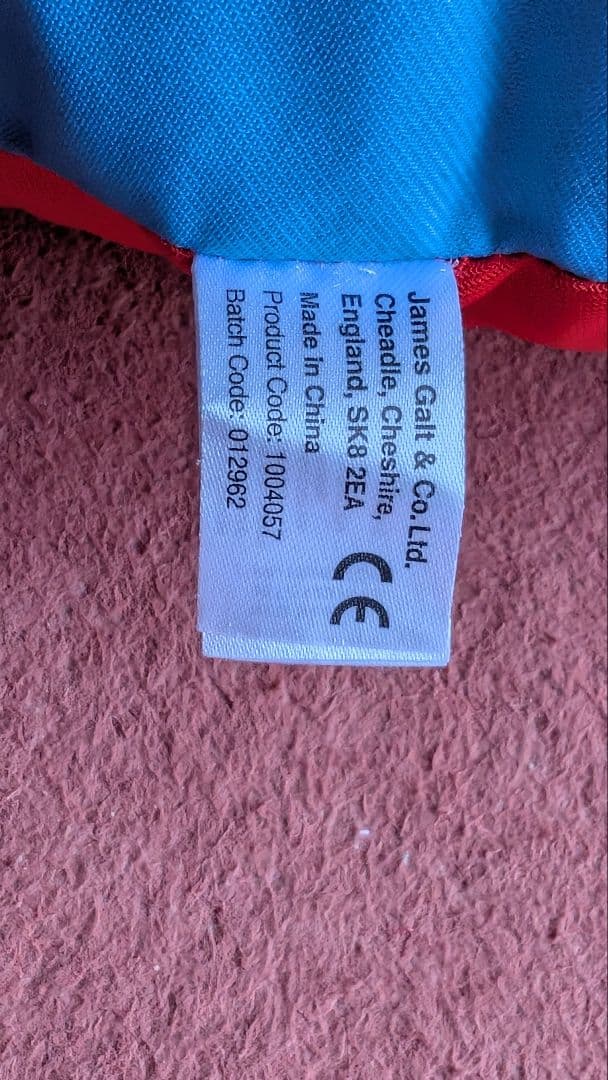 James Galt & Co. Ltd.
Cheadle, Cheshire,
England, SK8 2EA
Made in China
Product Code: 1004057
Batch Code: 012962
CE